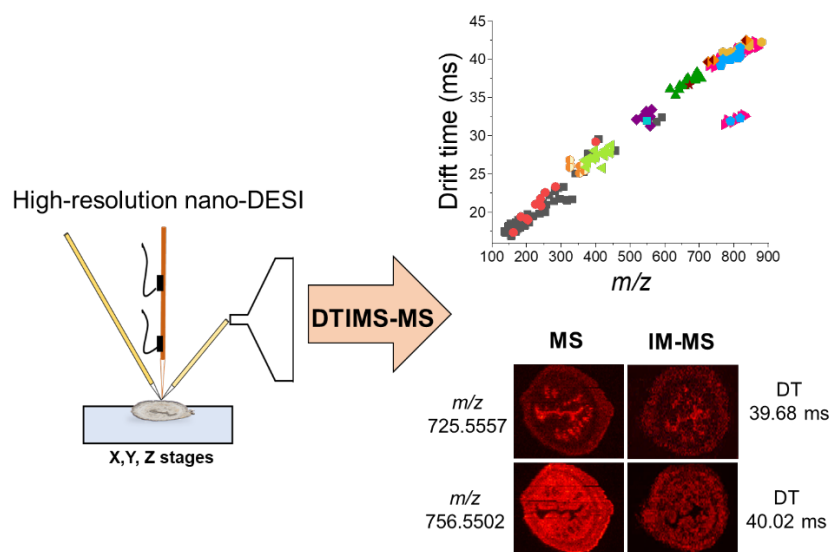 High-resolution nano-DESI
X,Y, Z stages
DTIMS-MS
Drift time (ms)
45
40
35
30
25
20
100 200 300 400 500 600 700 800 900
m/z
MS IM-MS
m/z
725.5557
DT
39.68 ms
m/z
756.5502
DT
40.02 ms